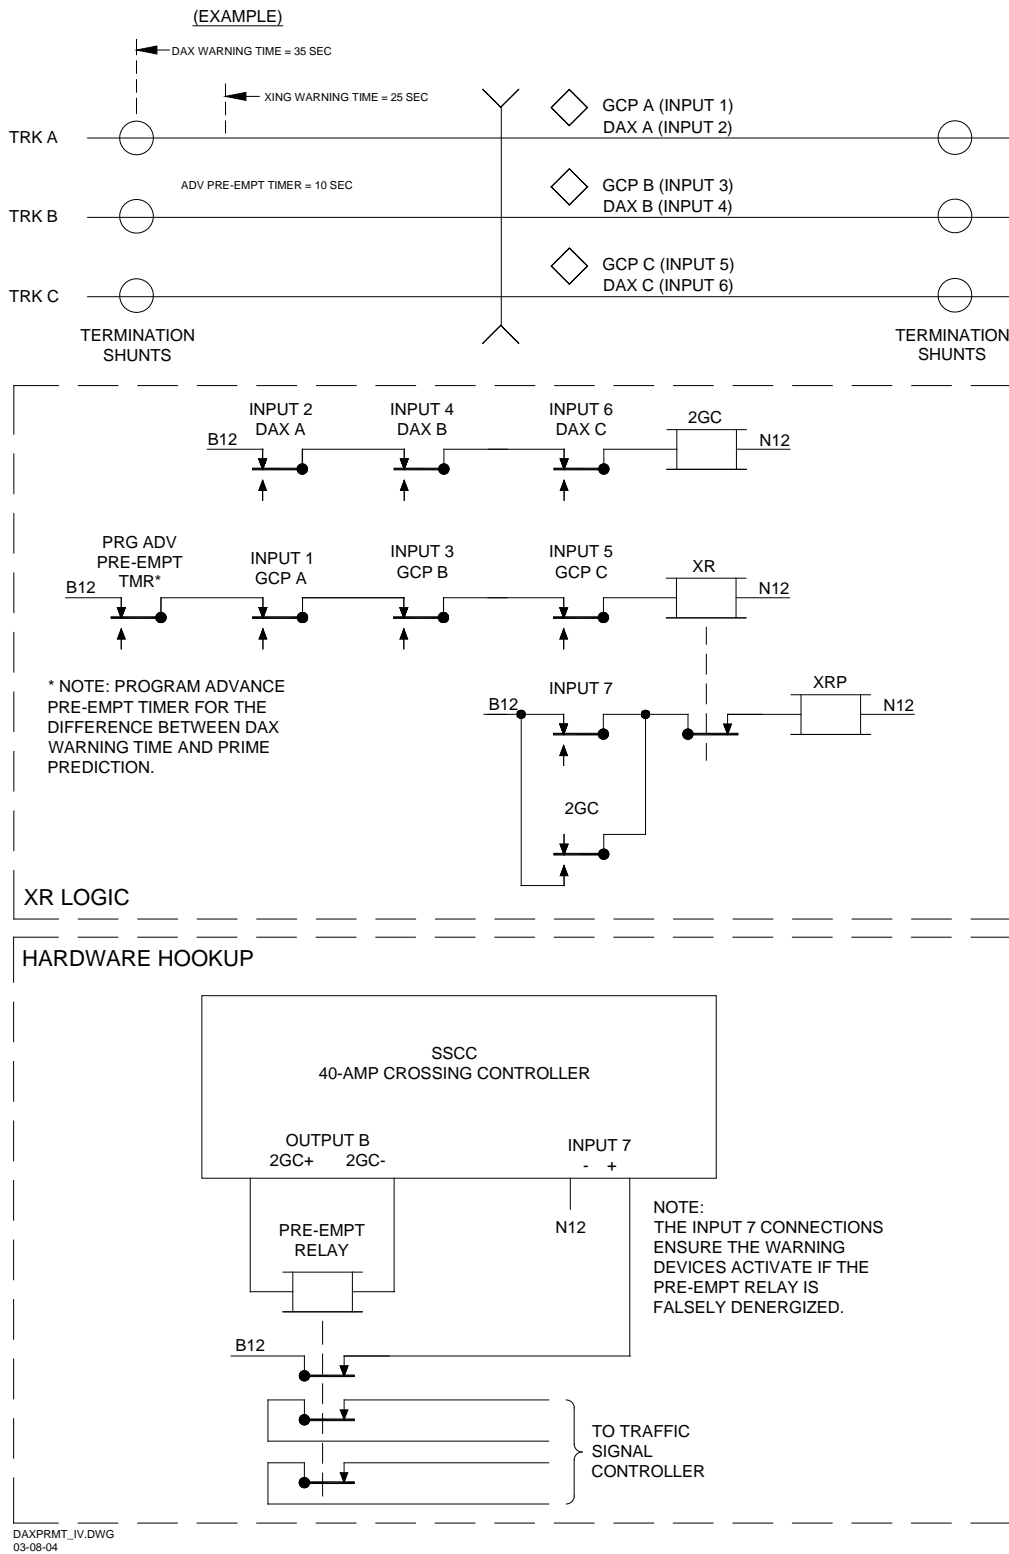 (EXAMPLE)
DAX WARNING TIME = 35 SEC
XING WARNING TIME = 25 SEC
GCP A (INPUT 1)
DAX A (INPUT 2)
TRK A
ADV PRE-EMPT TIMER = 10 SEC
GCP B (INPUT 3)
DAX B (INPUT 4)
TRK B
GCP C (INPUT 5)
DAX C (INPUT 6)
TRK C
TERMINATION
SHUNTS
TERMINATION
SHUNTS
INPUT 2
DAX A
INPUT 4
DAX B
INPUT 6
DAX C
2GC
B12
N12
PRG ADV
PRE-EMPT
TMR*
INPUT 1
GCP A
INPUT 3
GCP B
INPUT 5
GCP C
XR
B12
N12
* NOTE: PROGRAM ADVANCE
PRE-EMPT TIMER FOR THE
DIFFERENCE BETWEEN DAX
WARNING TIME AND PRIME
PREDICTION.
INPUT 7
XRP
B12
N12
2GC
XR LOGIC
HARDWARE HOOKUP
SSCC
40-AMP CROSSING CONTROLLER
OUTPUT B
2GC+ 2GC-
INPUT 7
- +
N12
PRE-EMPT
RELAY
NOTE:
THE INPUT 7 CONNECTIONS
ENSURE THE WARNING
DEVICES ACTIVATE IF THE
PRE-EMPT RELAY IS
FALSELY DENERGIZED.
B12
TO TRAFFIC
SIGNAL
CONTROLLER
DAXPRMT_IV.DWG
03-08-04